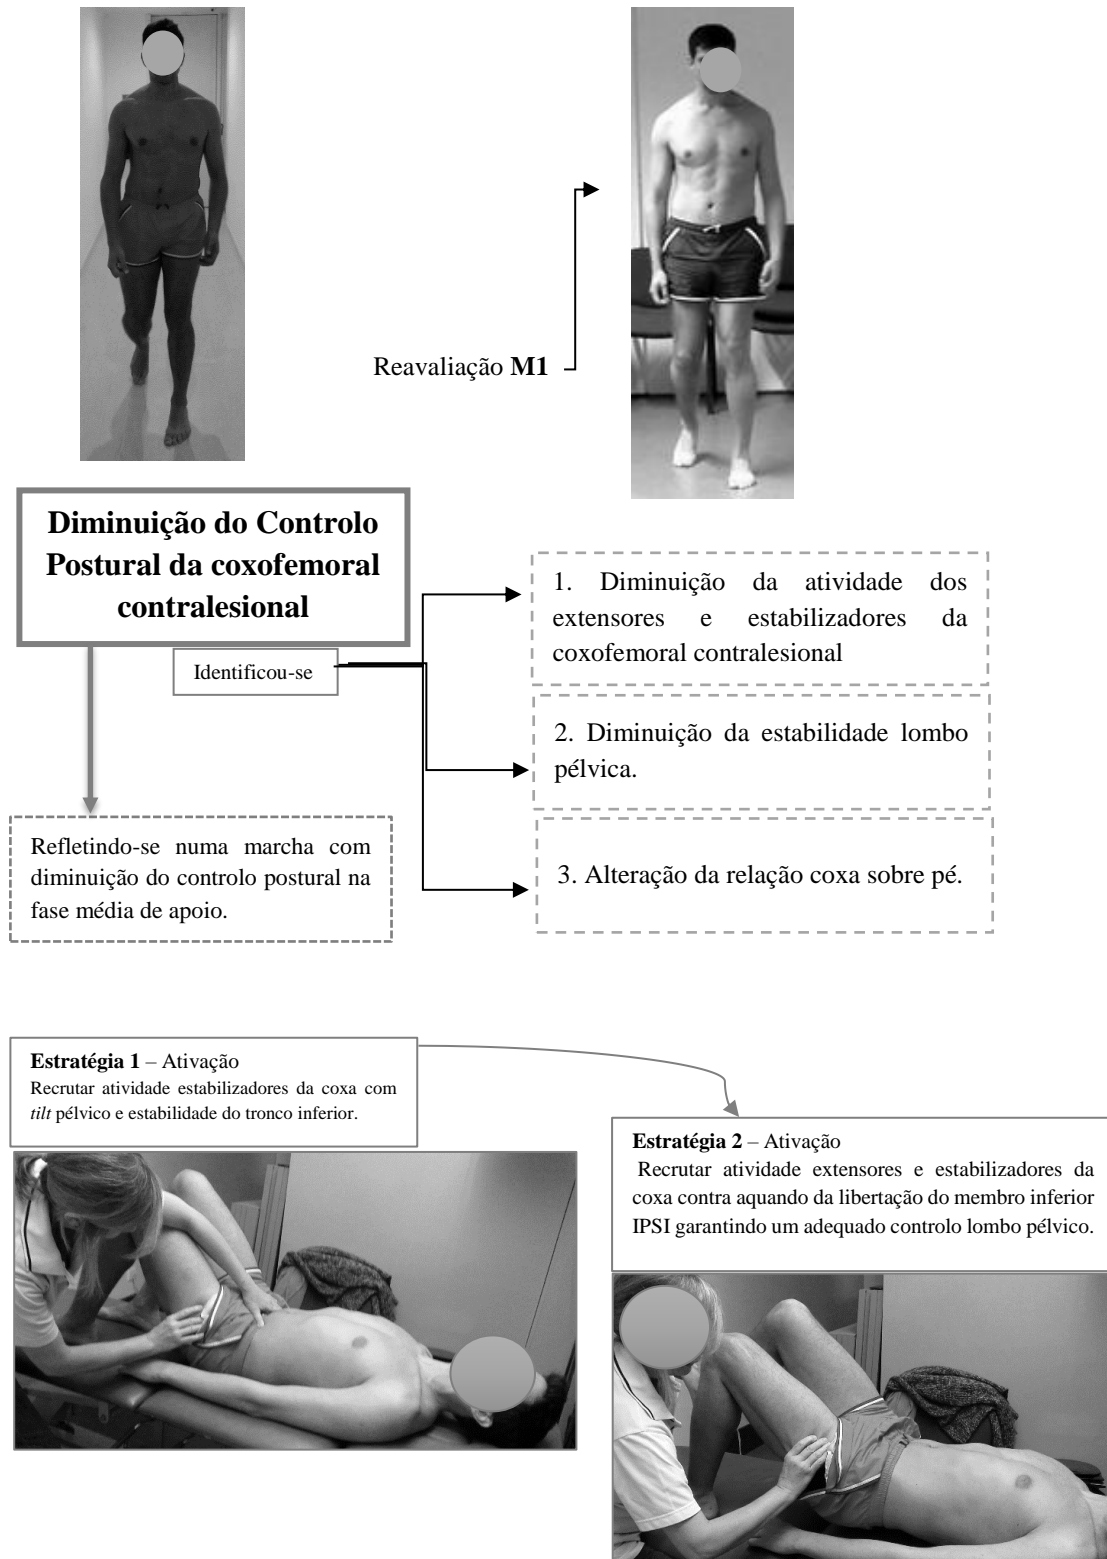 Reavaliação M1
Diminuição do Controlo
Postural da coxofemoral
contralesional
Identificou-se
1. Diminuição da atividade dos
extensores e estabilizadores da
coxofemoral contralesional
2. Diminuição da estabilidade lombo
pélvica.
3. Alteração da relação coxa sobre pé.
Refletindo-se numa marcha com
diminuição do controlo postural na
fase média de apoio.
Estratégia 1 – Ativação
Recrutar atividade estabilizadores da coxa com
tilt pélvico e estabilidade do tronco inferior.
Estratégia 2 – Ativação
Recrutar atividade extensores e estabilizadores da
coxa contra aquando da libertação do membro inferior
IPSI garantindo um adequado controlo lombo pélvico.